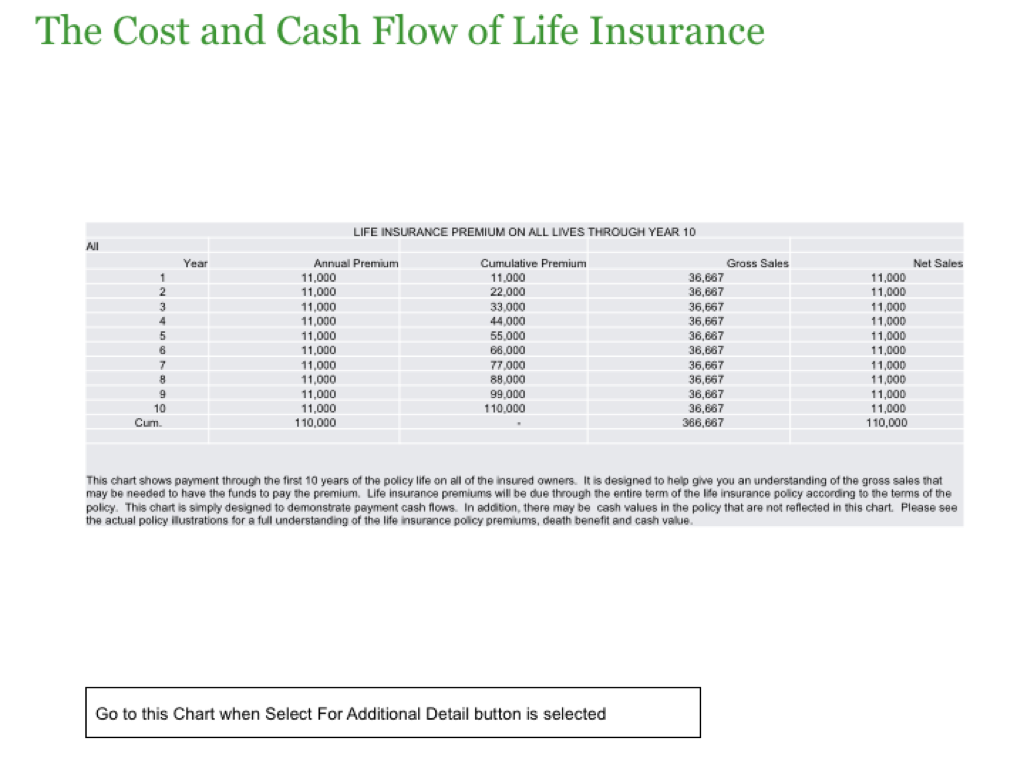 The Cost and Cash Flow of Life Insurance
LIFE INSURANCE PREMIUM ON ALL LIVES THROUGH YEAR 10
All
Year Annual Premium Cumulative Premium Gross Sales Net Sales
1 11,000 11,000 36,667 11,000
2 11,000 22,000 36,667 11,000
3 11,000 33,000 36,667 11,000
4 11,000 44,000 36,667 11,000
5 11,000 55,000 36,667 11,000
6 11,000 66,000 36,667 11,000
7 11,000 77,000 36,667 11,000
8 11,000 88,000 36,667 11,000
9 11,000 99,000 36,667 11,000
10 11,000 110,000 36,667 11,000
Cum. 110,000 - 366,667 110,000
This chart shows payment through the first 10 years of the policy life on all of the insured owners. It is designed to help give you an understanding of the gross sales that
may be needed to have the funds to pay the premium. Life insurance premiums will be due through the entire term of the life insurance policy according to the terms of the
policy. This chart is simply designed to demonstrate payment cash flows. In addition, there may be cash values in the policy that are not reflected in this chart. Please see
the actual policy illustrations for a full understanding of the life insurance policy premiums, death benefit and cash value.
Go to this Chart when Select For Additional Detail button is selected